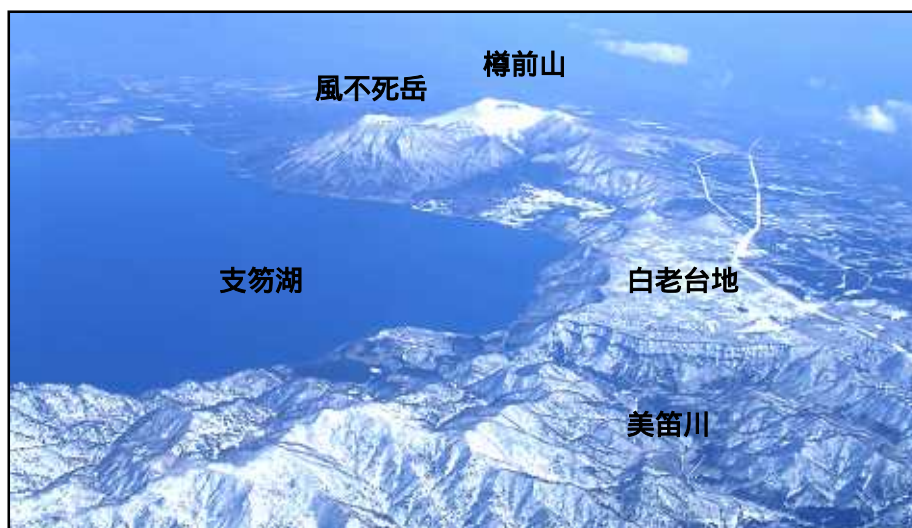 樽前山
風不死岳
支笏湖
白老台地
美笛川